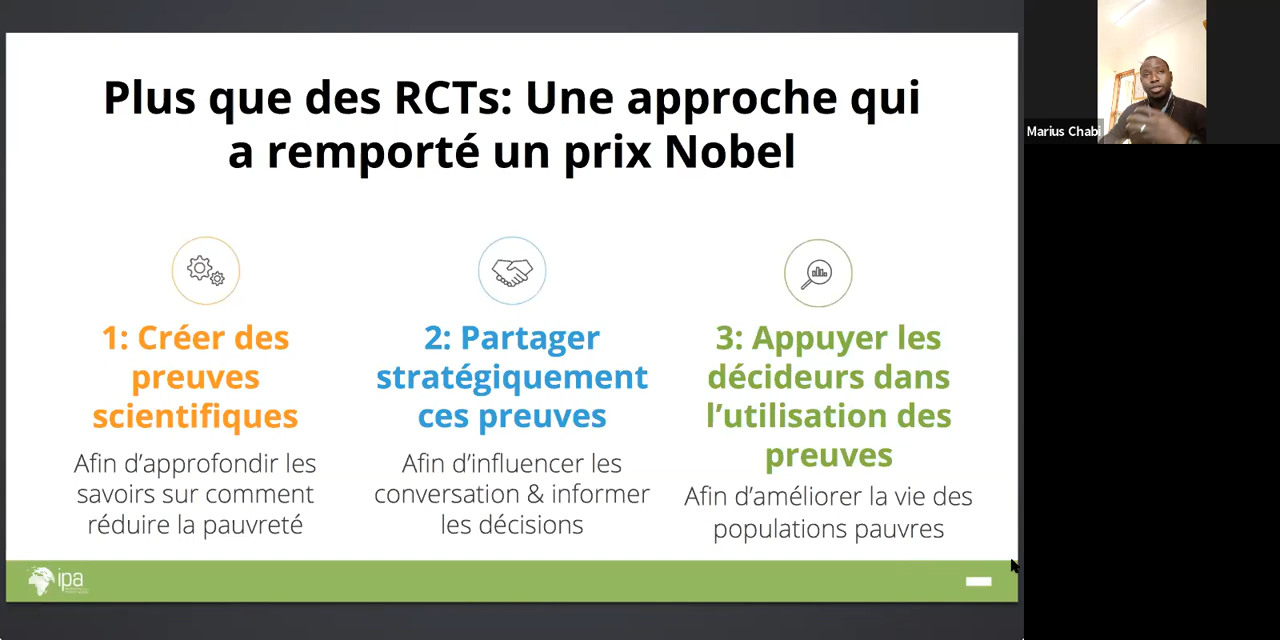 Plus que des RCTs: Une approche qui
a remporté un prix Nobel
1: Créer des
preuves
scientifiques
Afin d’approfondir les
savoirs sur comment
réduire la pauvreté
2: Partager
stratégiquement
ces preuves
Afin d’influencer les
conversation & informer
les décisions
3: Appuyer les
décideurs dans
l’utilisation des
preuves
Afin d’améliorer la vie des
populations pauvres
ipa
Marius Chabi